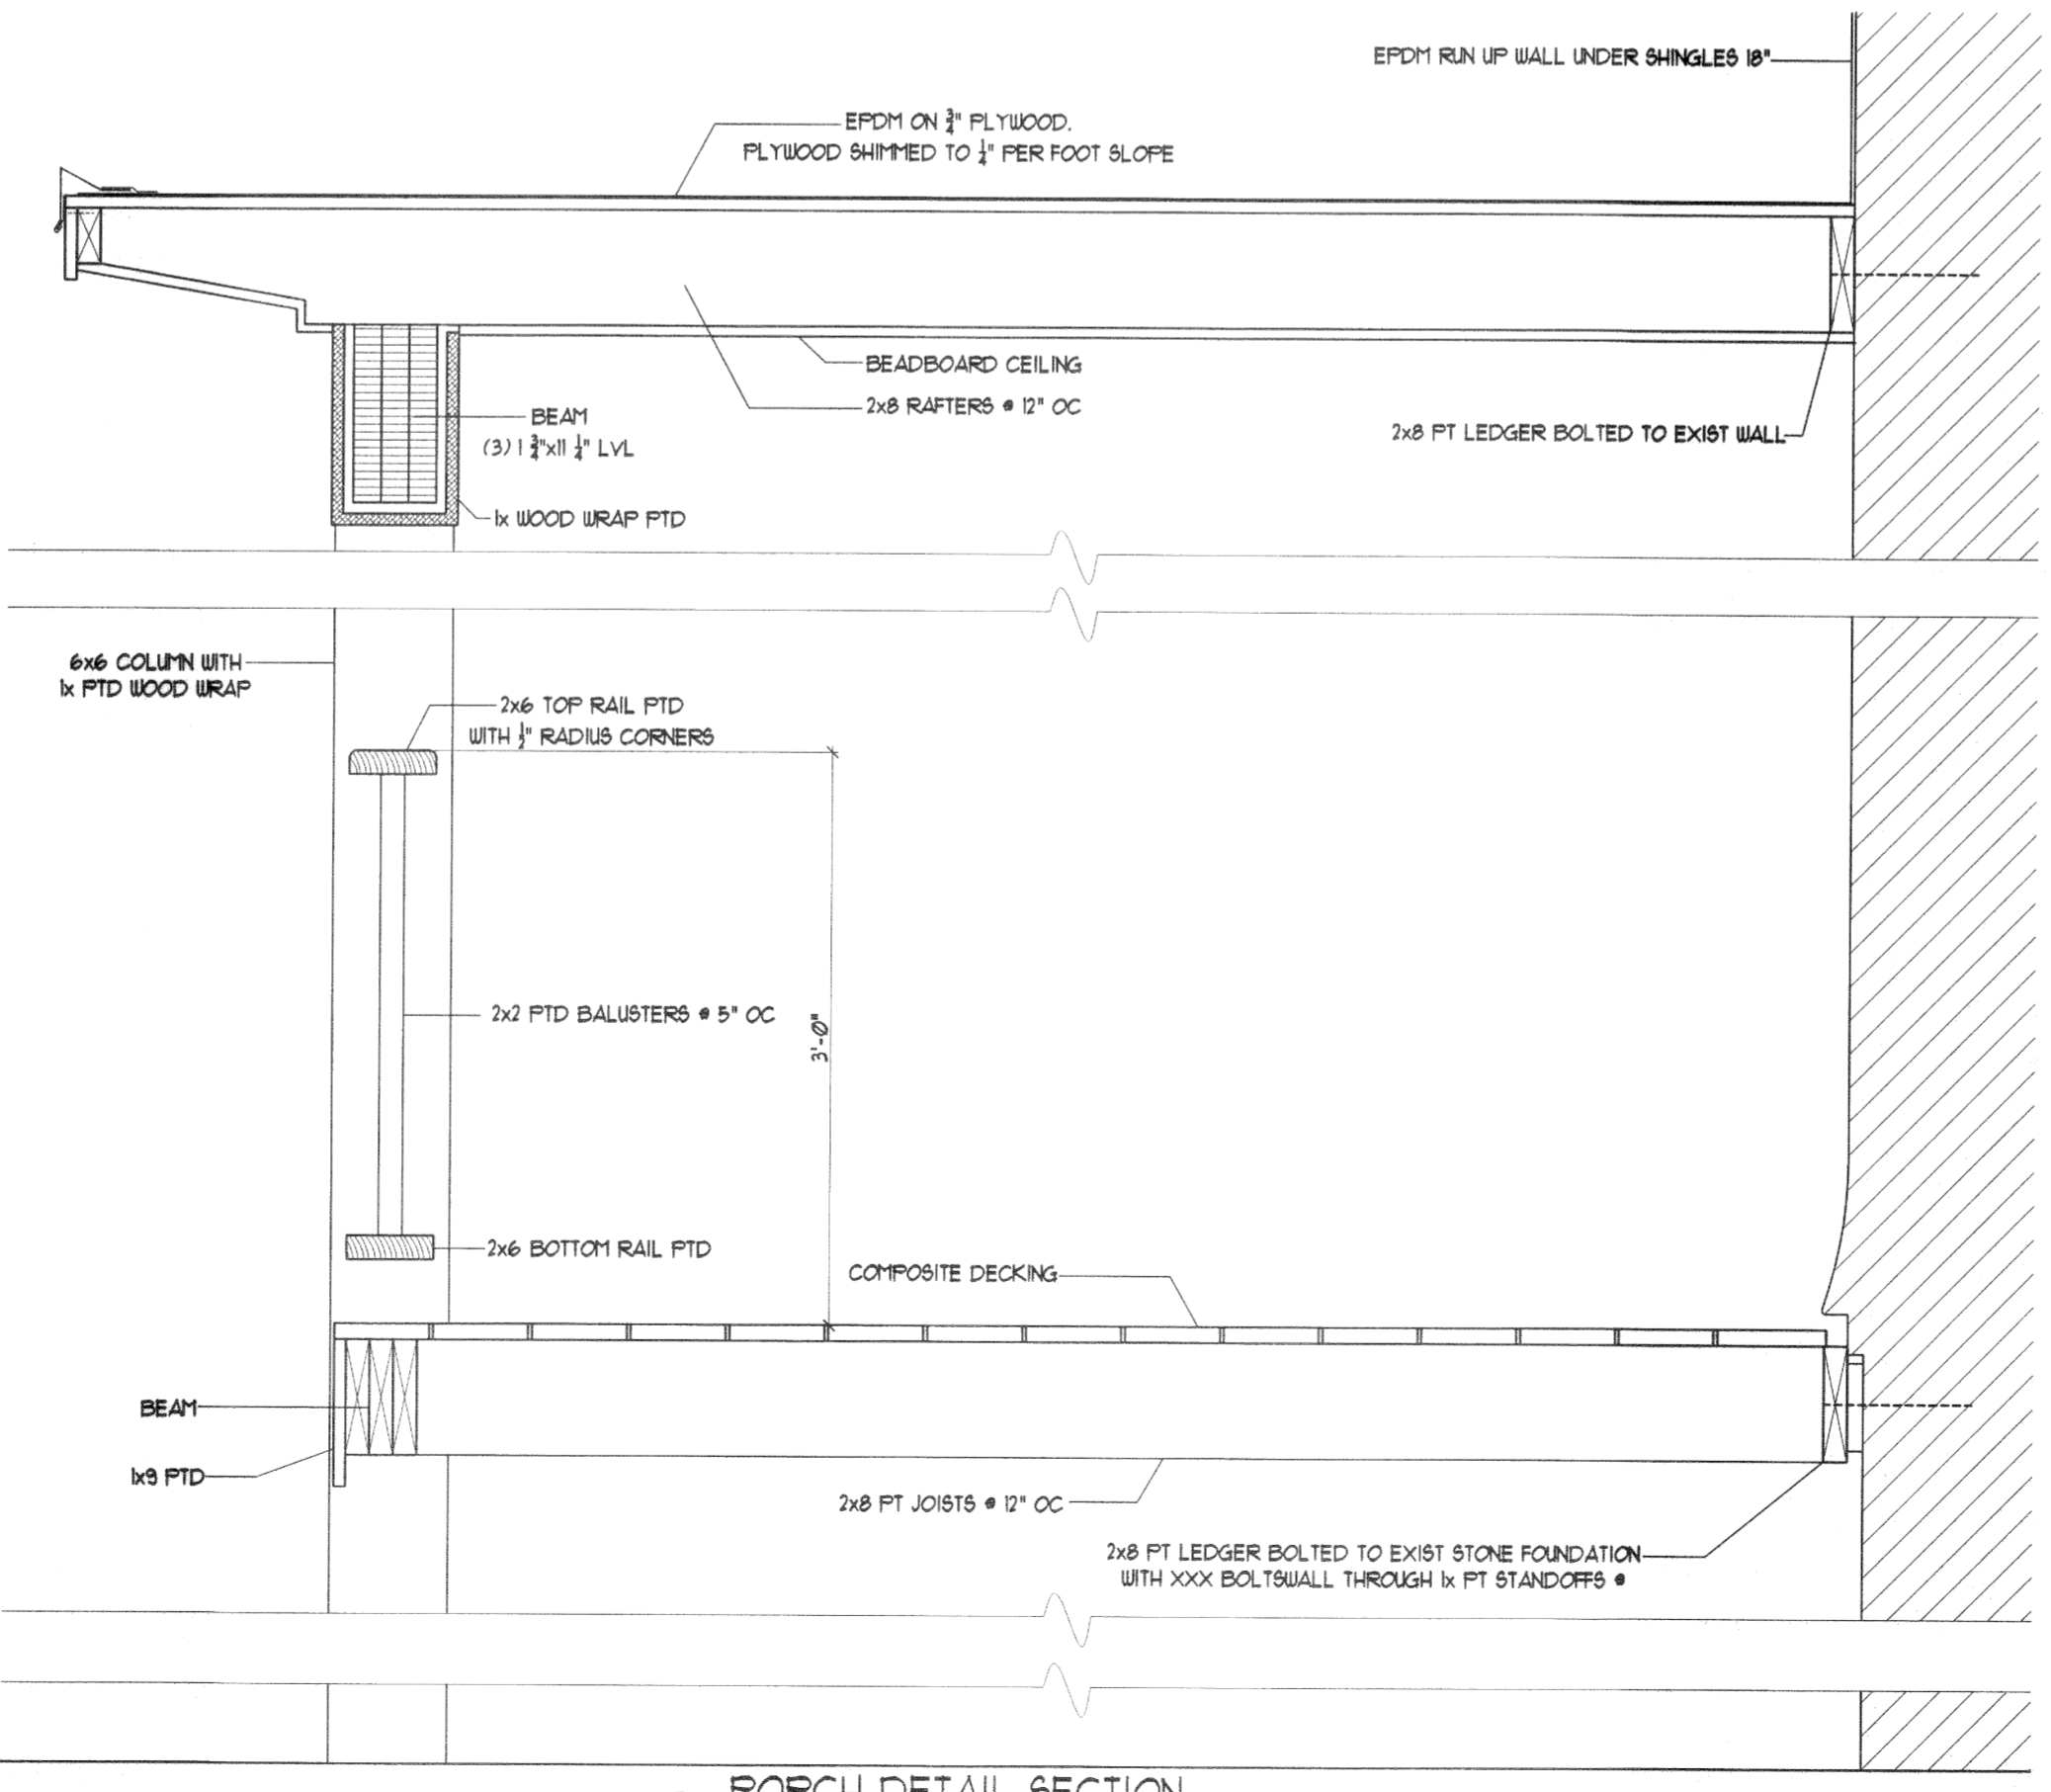 EPDM RUN UP WALL UNDER SHINGLES 18"
EPDM ON 3/4" PLYWOOD.
PLYWOOD SHIMMED TO 1/4" PER FOOT SLOPE
BEADBOARD CEILING
2x8 RAFTERS @ 12" OC
BEAM
(3) 1 3/4"x11 1/4" LVL
2x8 PT LEDGER BOLTED TO EXIST WALL
1x WOOD WRAP PTD
6x6 COLUMN WITH
1x PTD WOOD WRAP
2x6 TOP RAIL PTD
WITH 1/2" RADIUS CORNERS
2x2 PTD BALUSTERS @ 5" OC
3'-0"
2x6 BOTTOM RAIL PTD
COMPOSITE DECKING
BEAM
1x9 PTD
2x8 PT JOISTS @ 12" OC
2x8 PT LEDGER BOLTED TO EXIST STONE FOUNDATION
WITH XXX BOLTSWALL THROUGH 1x PT STANDOFFS @
PORCH DETAIL SECTION